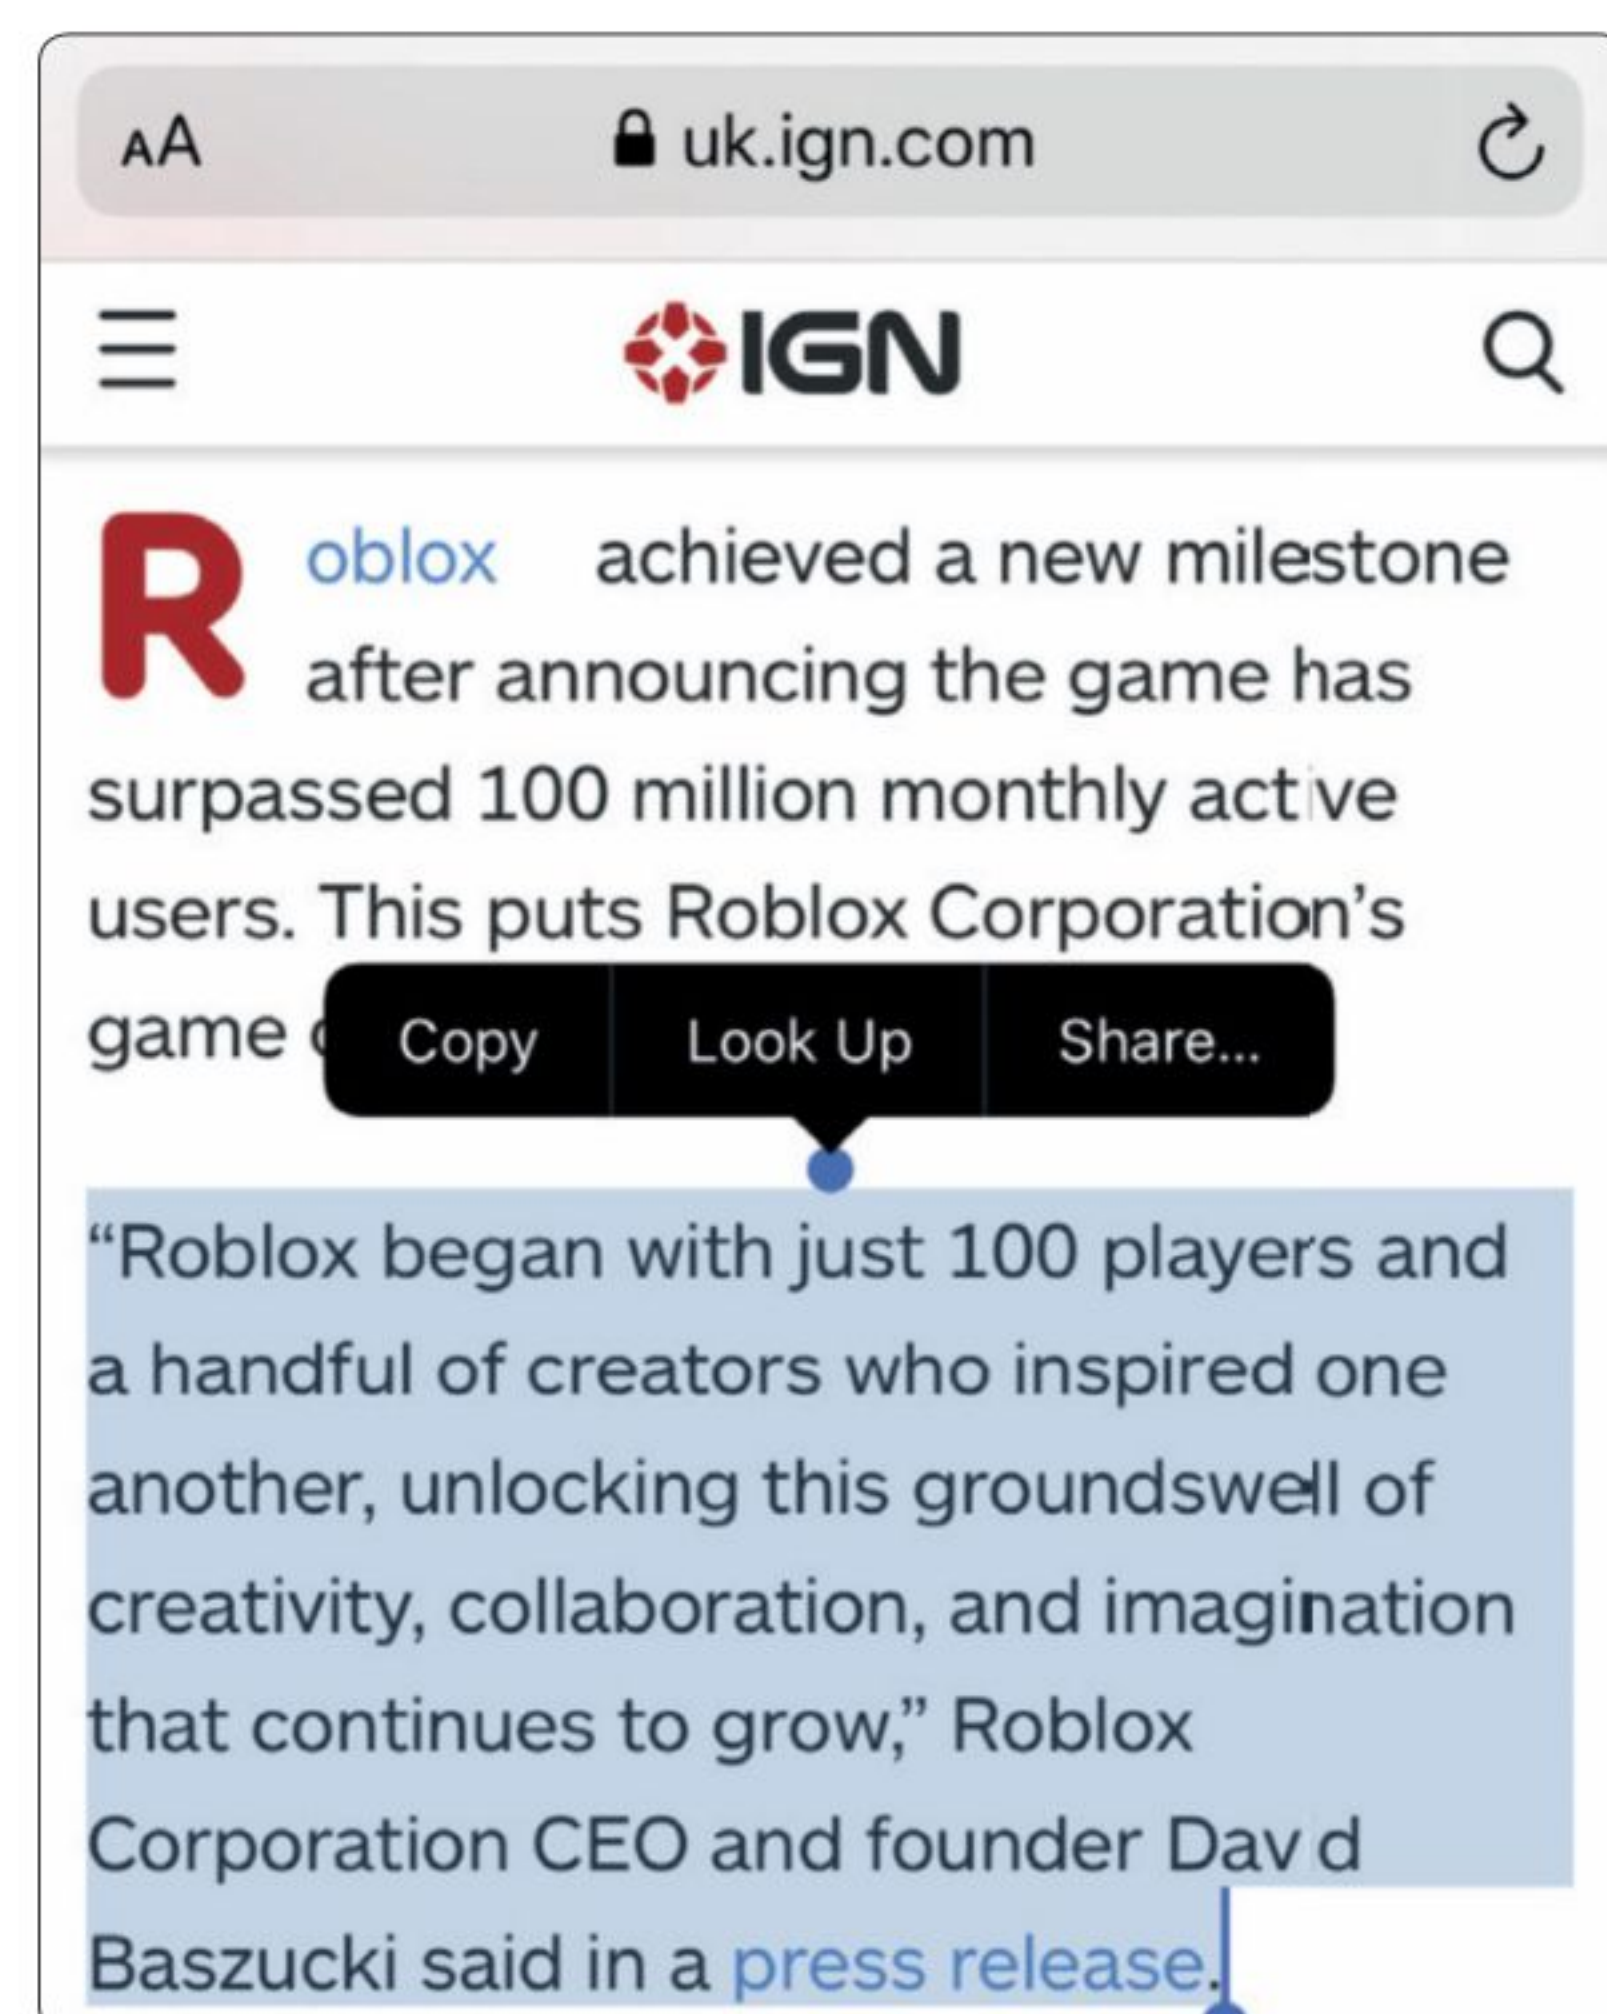 AA uk.ign.com
IGN
Roblox achieved a new milestone
after announcing the game has
surpassed 100 million monthly active
users. This puts Roblox Corporation’s
game
Copy Look Up Share...
“Roblox began with just 100 players and
a handful of creators who inspired one
another, unlocking this groundswell of
creativity, collaboration, and imagination
that continues to grow,” Roblox
Corporation CEO and founder David
Baszucki said in a press release.